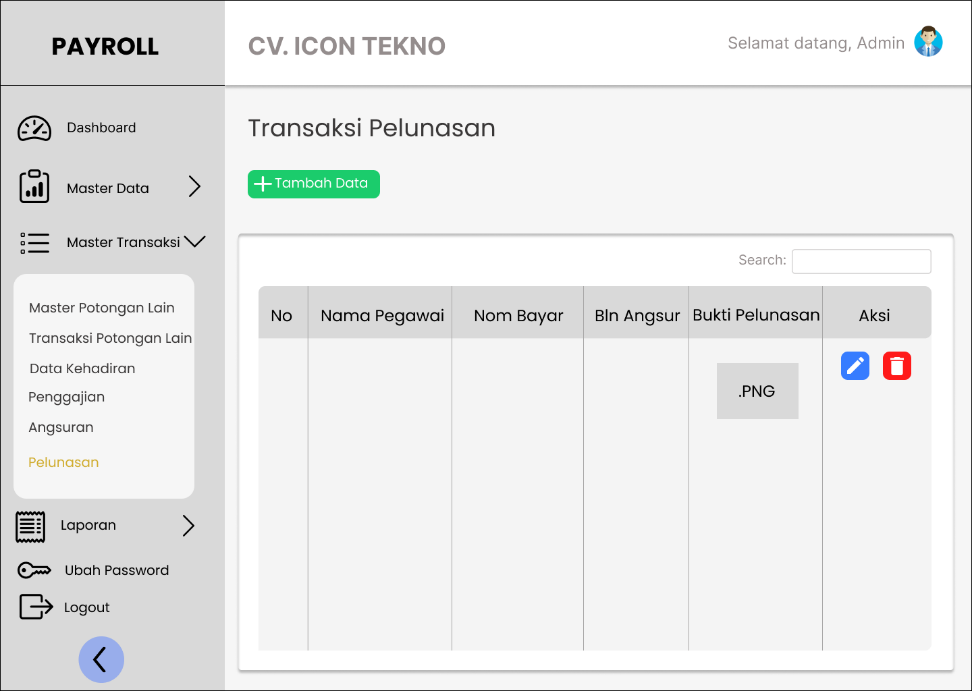 PAYROLL
CV. ICON TEKNO
Selamat datang, Admin
Dashboard
Master Data
Master Transaksi
Master Potongan Lain
Transaksi Potongan Lain
Data Kehadiran
Penggajian
Angsuran
Pelunasan
Laporan
Ubah Password
Logout
Transaksi Pelunasan
Tambah Data
Search:
No Nama Pegawai Nom Bayar Bln Angsur Bukti Pelunasan Aksi
.PNG